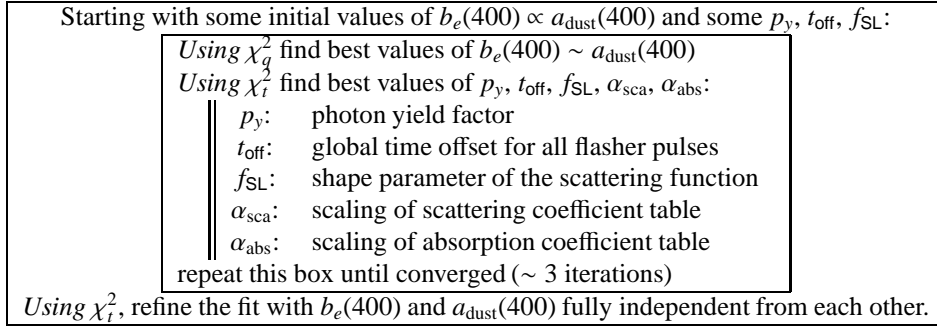 Starting with some initial values of b_e(400) ∝ a_dust(400) and some p_y, t_off, f_SL:
Using χ_q^2 find best values of b_e(400) ∼ a_dust(400)
Using χ_t^2 find best values of p_y, t_off, f_SL, α_sca, α_abs:
p_y: photon yield factor
t_off: global time offset for all flasher pulses
f_SL: shape parameter of the scattering function
α_sca: scaling of scattering coefficient table
α_abs: scaling of absorption coefficient table
repeat this box until converged (∼ 3 iterations)
Using χ_t^2, refine the fit with b_e(400) and a_dust(400) fully independent from each other.